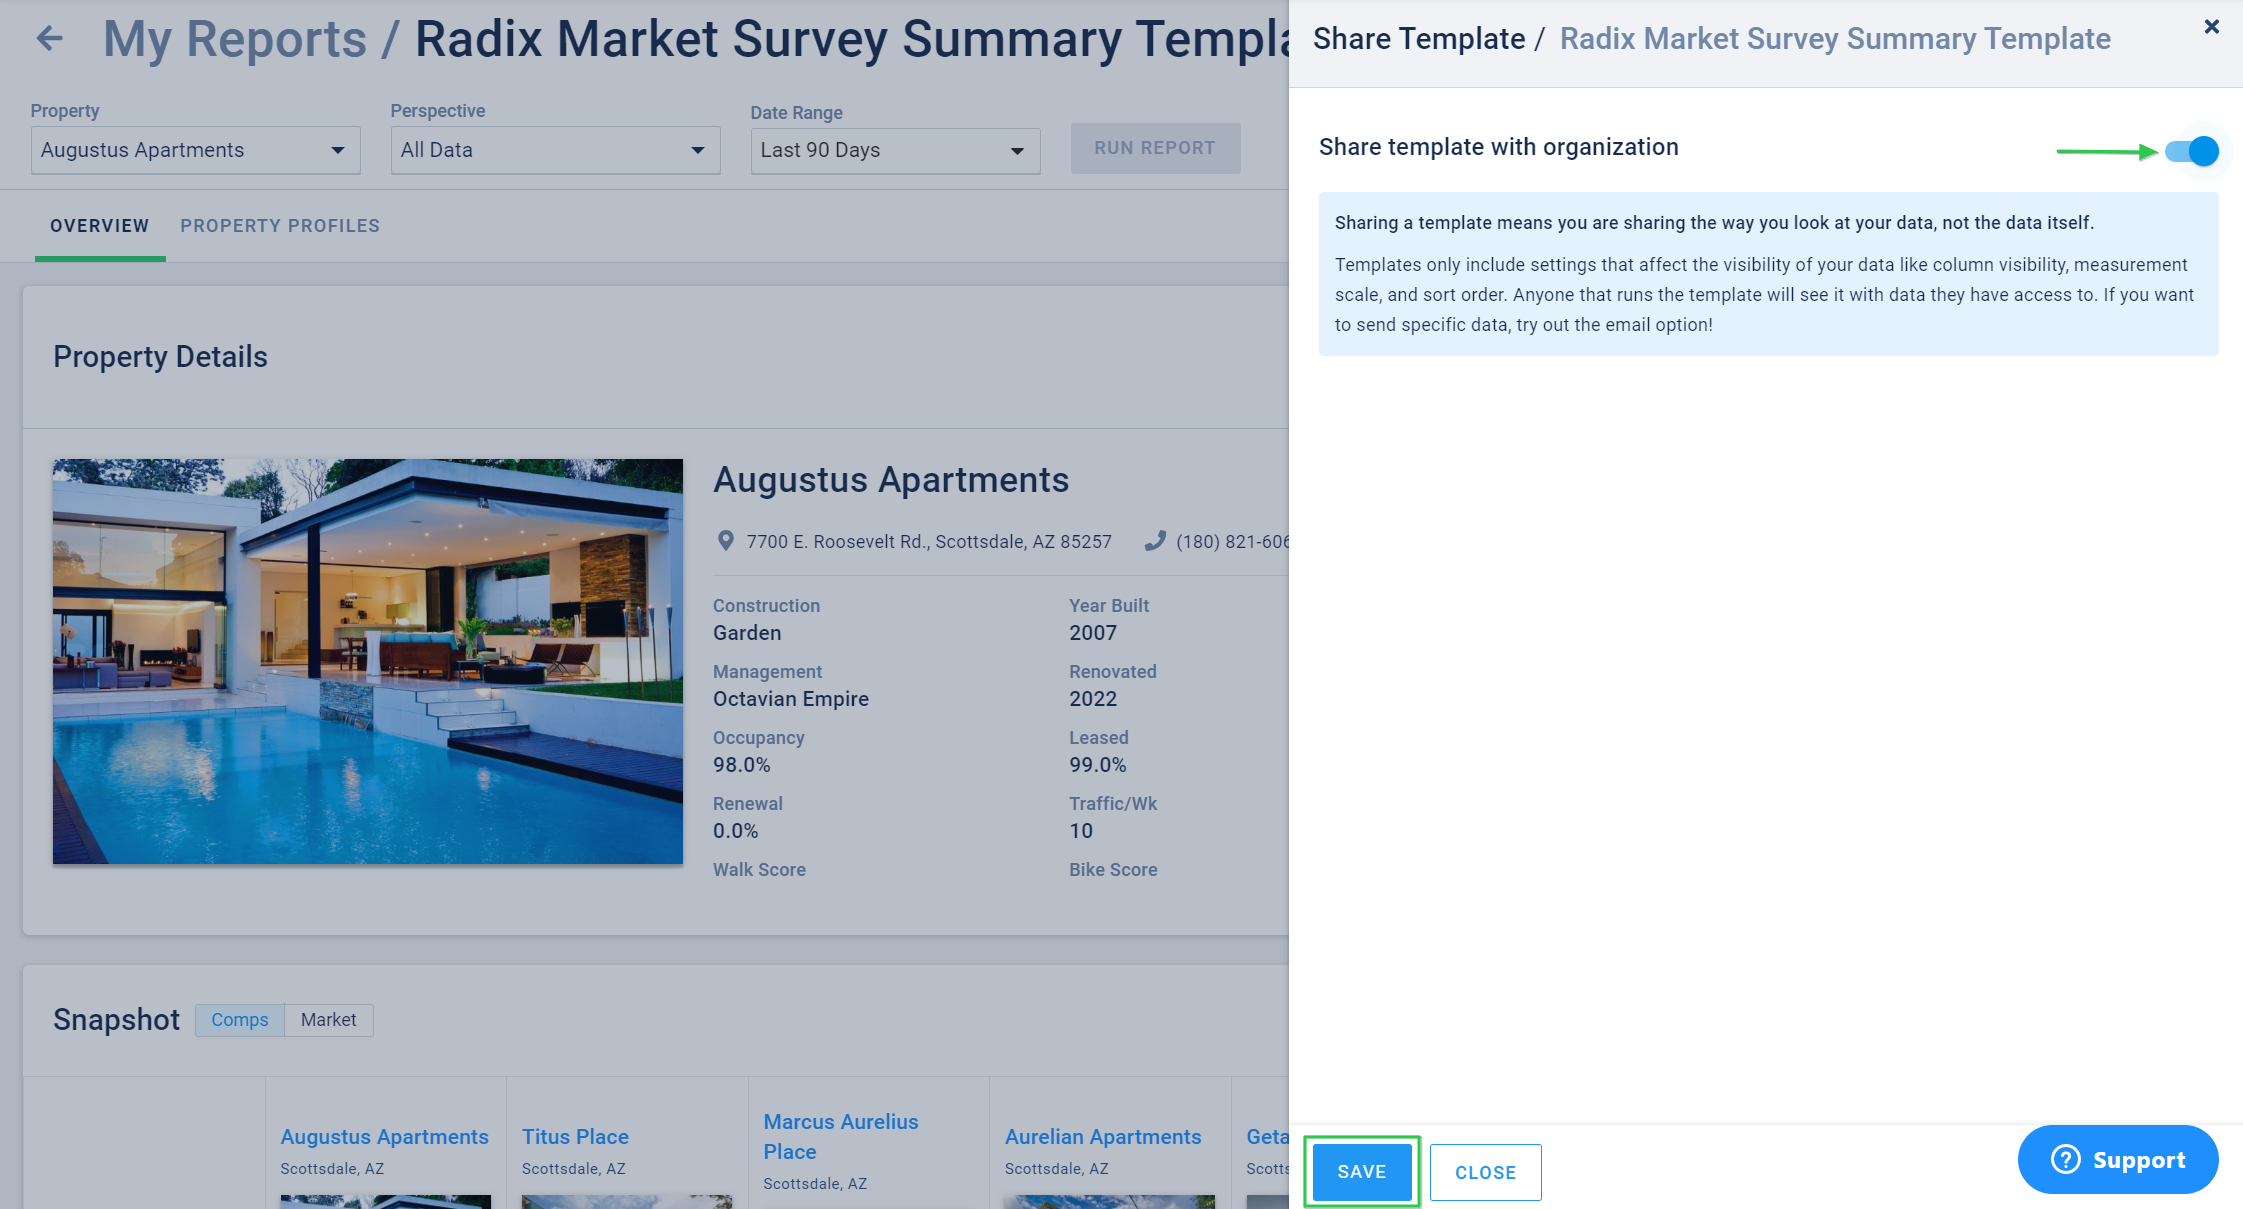 My Reports / Radix Market Survey Summary
Property
Perspective
Date Range
Augustus Apartments
All Data
Last 90 Days
RUN REPORT
OVERVIEW
PROPERTY PROFILES
Property Details
Augustus Apartments
7700 E. Roosevelt Rd., Scottsdale, AZ 85257
(180) 821-606
Construction
Garden
Year Built
2007
Management
Octavian Empire
Renovated
2022
Occupancy
98.0%
Leased
99.0%
Renewal
0.0%
Traffic/Wk
10
Walk Score
Bike Score
Snapshot
Comps
Market
Augustus Apartments
Scottsdale, AZ
Titus Place
Scottsdale, AZ
Marcus Aurelius
Place
Scottsdale, AZ
Aurelian Apartments
Scottsdale, AZ
Share Template / Radix Market Survey Summary Template
Share template with organization
Sharing a template means you are sharing the way you look at your data, not the data itself.
Templates only include settings that affect the visibility of your data like column visibility, measurement
scale, and sort order. Anyone that runs the template will see it with data they have access to. If you want
to send specific data, try out the email option!
SAVE
CLOSE
Support